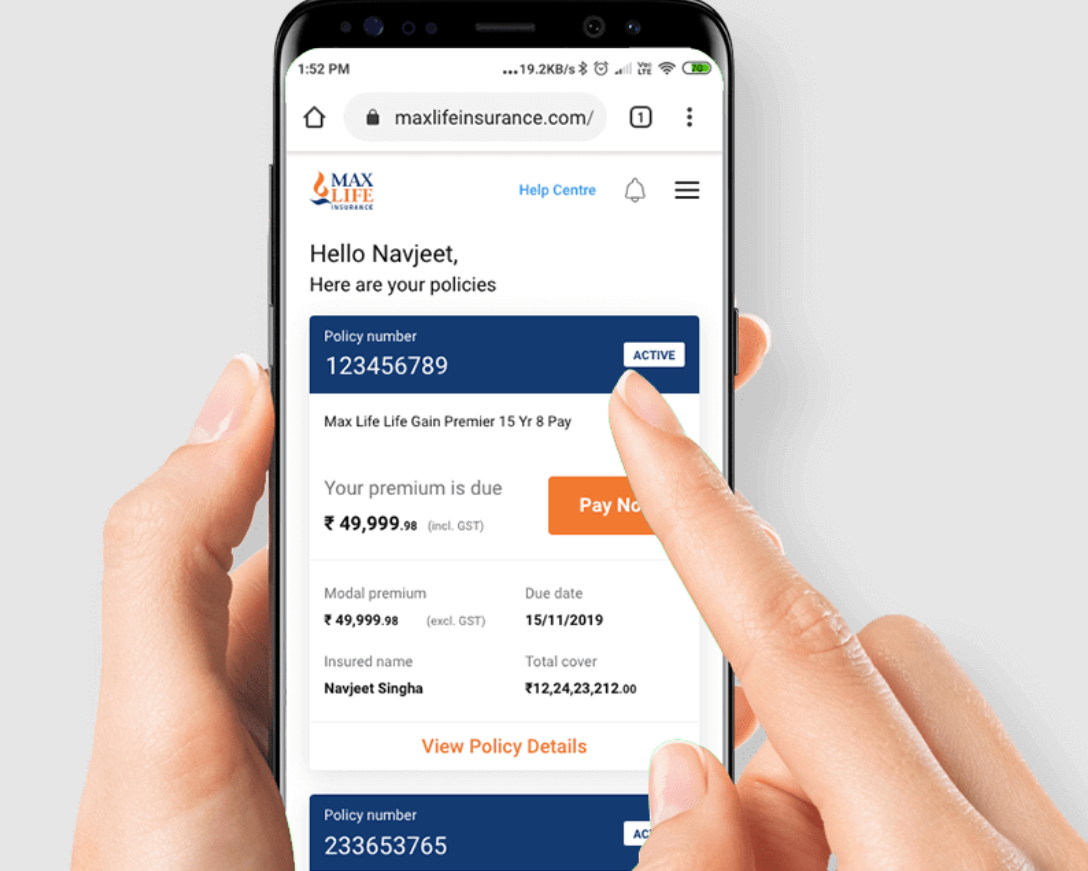 1:52 PM
...19.2KB/s
Vo
LTE
70
maxlifeinsurance.com/
1
MAX
LIFE
INSURANCE
Help Centre
Hello Navjeet,
Here are your policies
Policy number
123456789
ACTIVE
Max Life Life Gain Premier 15 Yr 8 Pay
Your premium is due
₹ 49,999.98 (incl. GST)
Pay No
Modal premium
Due date
₹ 49,999.98 (excl. GST)
15/11/2019
Insured name
Total cover
Navjeet Singha
₹12,24,23,212.00
View Policy Details
Policy number
233653765
AC